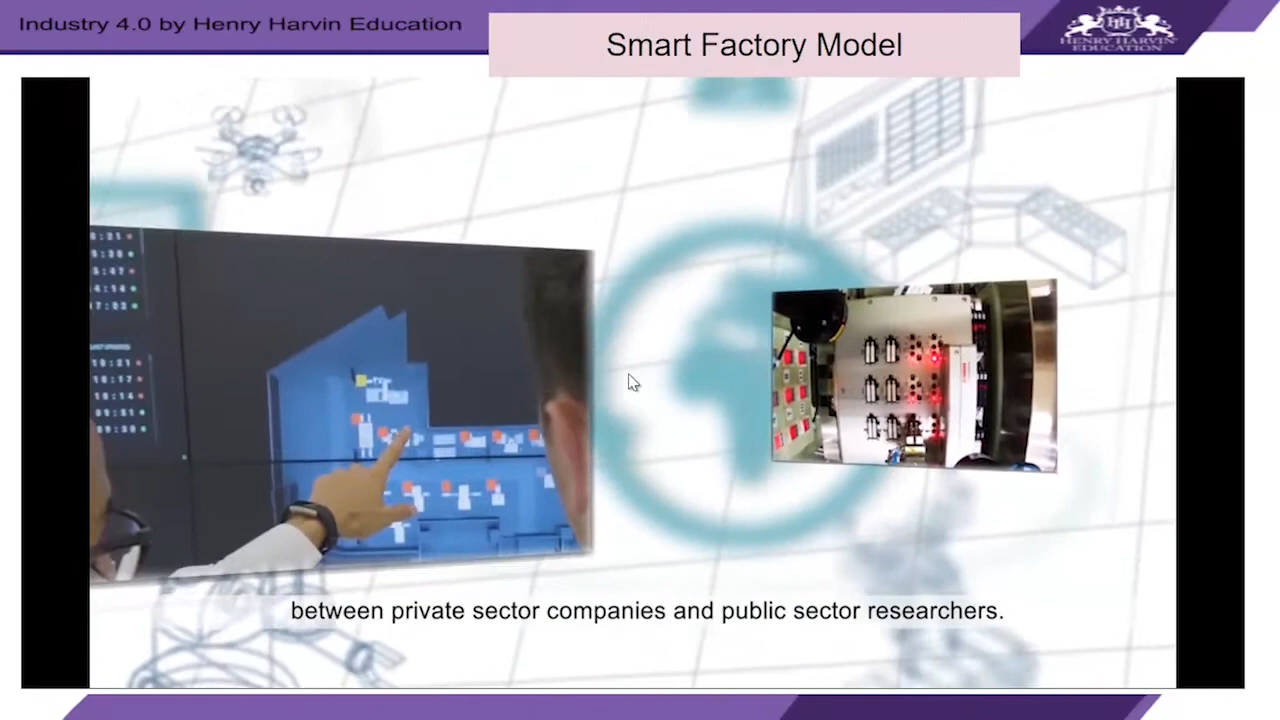 Industry 4.0 by Henry Harvin Education
Smart Factory Model
HH
HENRY HARVIN
EDUCATION
between private sector companies and public sector researchers.